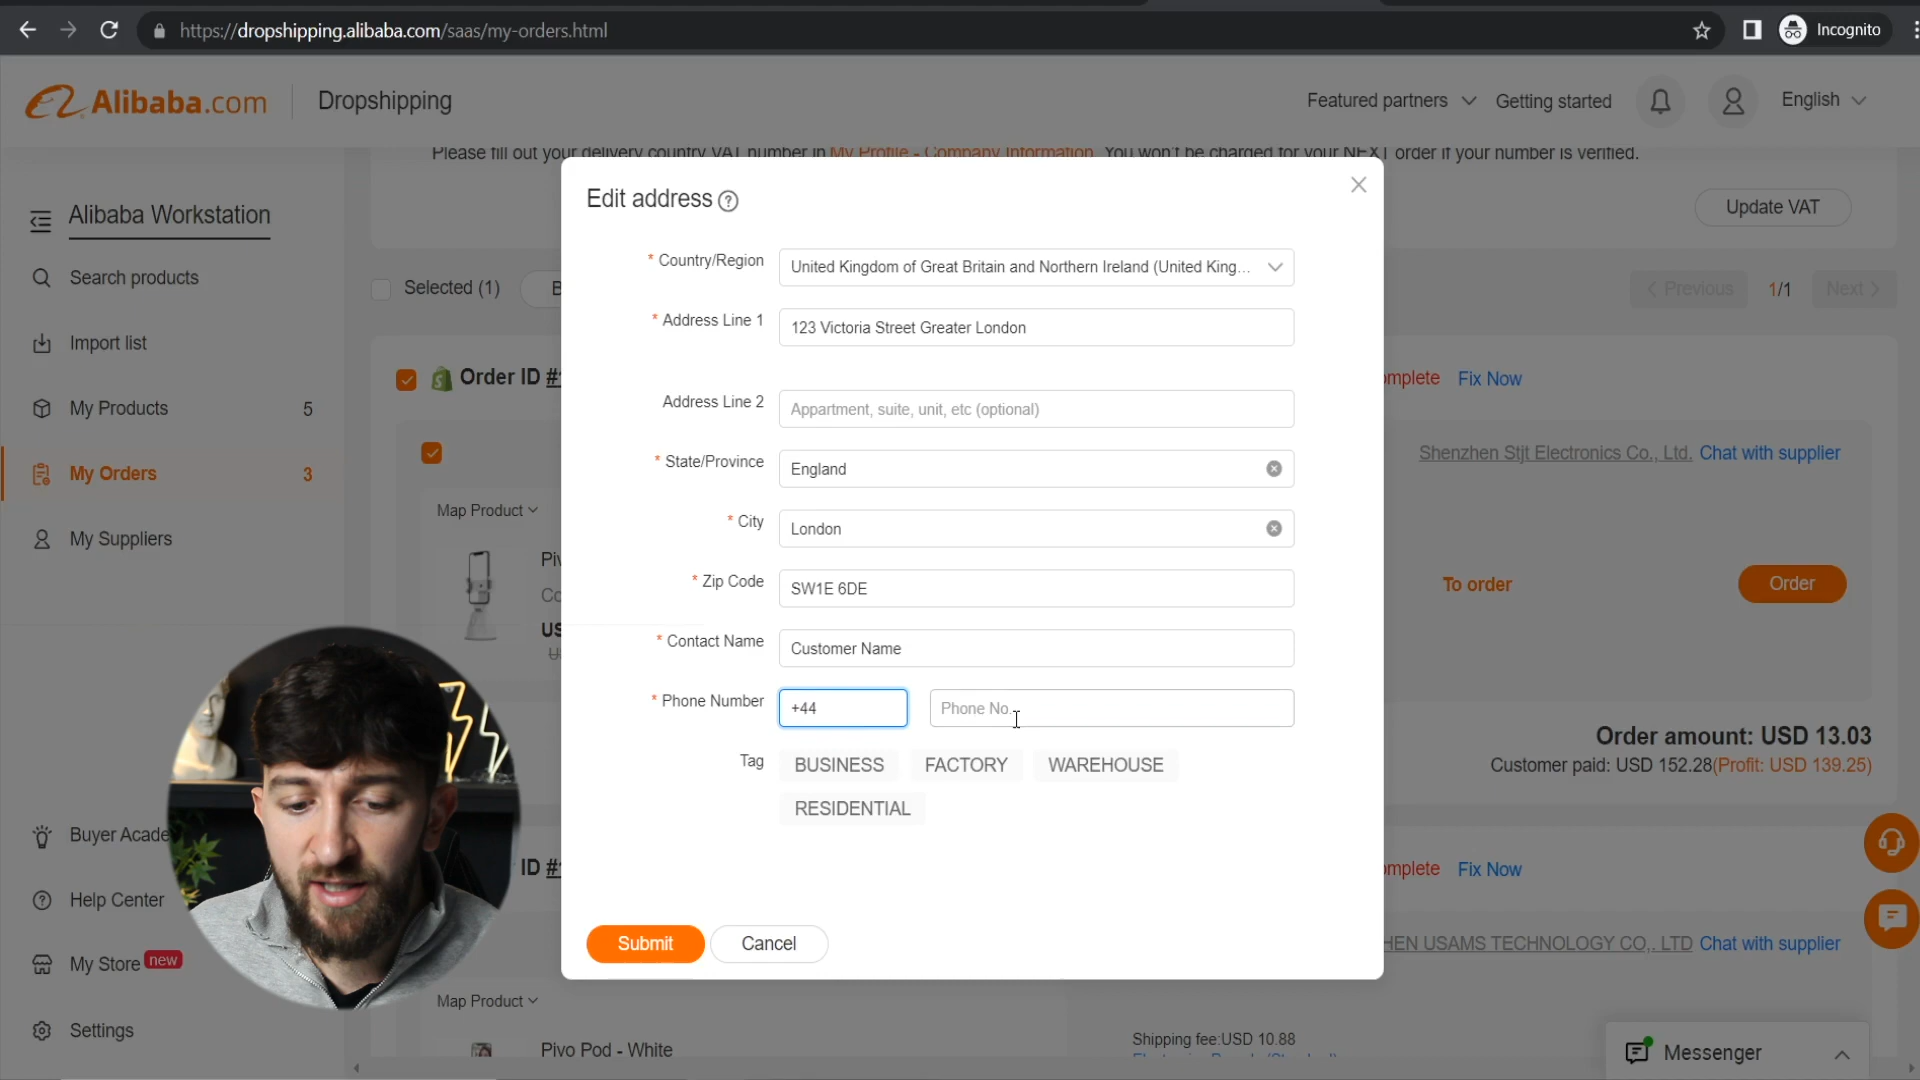 https://dropshipping.alibaba.com/saas/my-orders.html
Incognito
Alibaba.com
Dropshipping
Featured partners
Getting started
English
Please fill out your delivery country VAT number in My Profile - Company Information. You won't be charged for your NEXT order if your number is verified.
Update VAT
Alibaba Workstation
Search products
Import list
My Products 5
My Orders 3
My Suppliers
Buyer Acade
Help Center
My Store new
Settings
Selected (1)
B
Previous 1/1 Next
Order ID #
mplete Fix Now
Shenzhen Stjt Electronics Co., Ltd. Chat with supplier
Map Product
Piv
Co
US
To order
Order
Order amount: USD 13.03
Customer paid: USD 152.28(Profit: USD 139.25)
ID #
mplete Fix Now
HEN USAMS TECHNOLOGY CO,. LTD Chat with supplier
Map Product
Pivo Pod - White
Shipping fee:USD 10.88
Messenger
Edit address ?
* Country/Region United Kingdom of Great Britain and Northern Ireland (United King...
* Address Line 1 123 Victoria Street Greater London
Address Line 2 Appartment, suite, unit, etc (optional)
* State/Province England
* City London
* Zip Code SW1E 6DE
* Contact Name Customer Name
* Phone Number +44 Phone No.
Tag BUSINESS FACTORY WAREHOUSE
RESIDENTIAL
Submit
Cancel